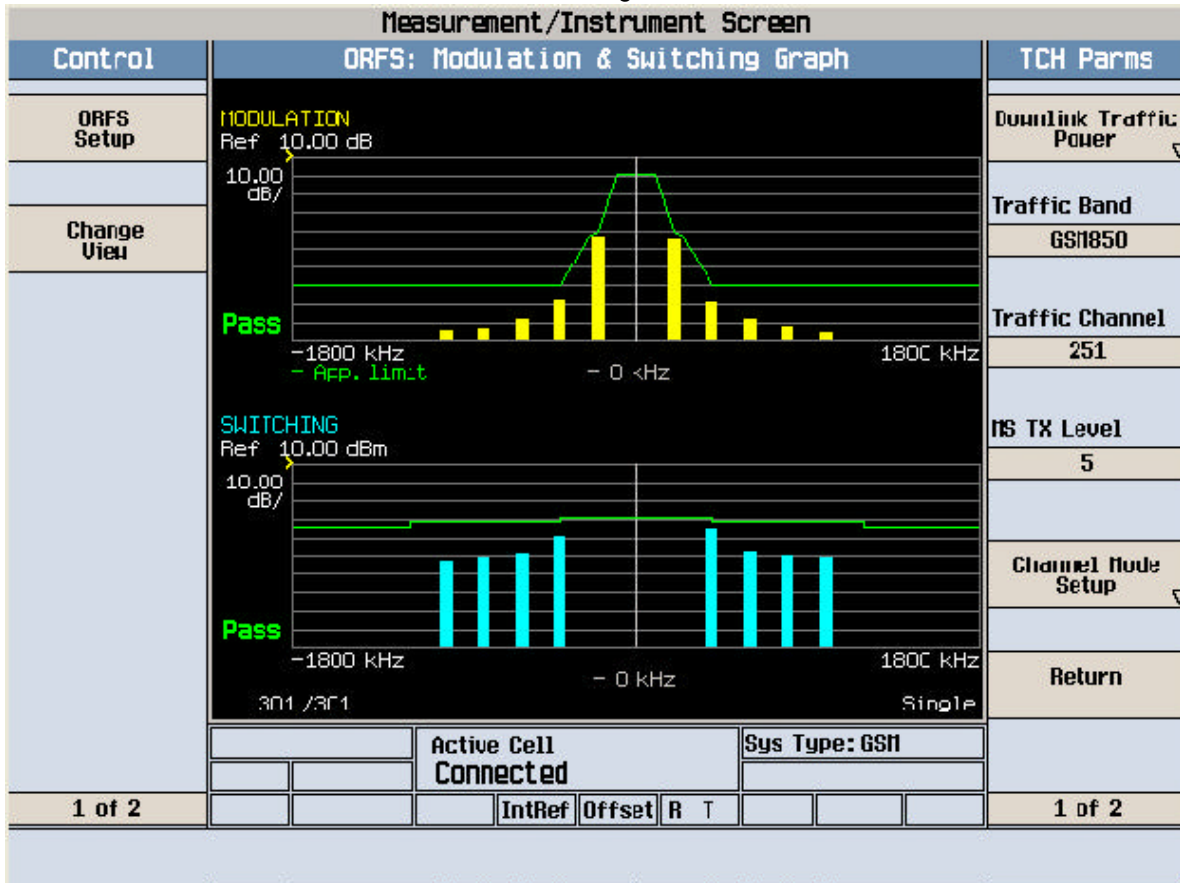 Measurement/Instrument Screen
Control
ORFS: Modulation & Switching Graph
TCH Parms
ORFS
Setup
Change
View
MODULATION
Ref 10.00 dB
10.00
dB/
Pass
-1800 kHz
1800 kHz
- App. limit
- 0 kHz
SWITCHING
Ref 10.00 dBm
10.00
dB/
Pass
-1800 kHz
1800 kHz
- 0 kHz
301/301
Single
Downlink Traffic
Power
Traffic Band
GSM850
Traffic Channel
251
MS TX Level
5
Channel Mode
Setup
Return
Active Cell
Connected
Sys Type: GSM
IntRef
Offset
R T
1 of 2
1 of 2